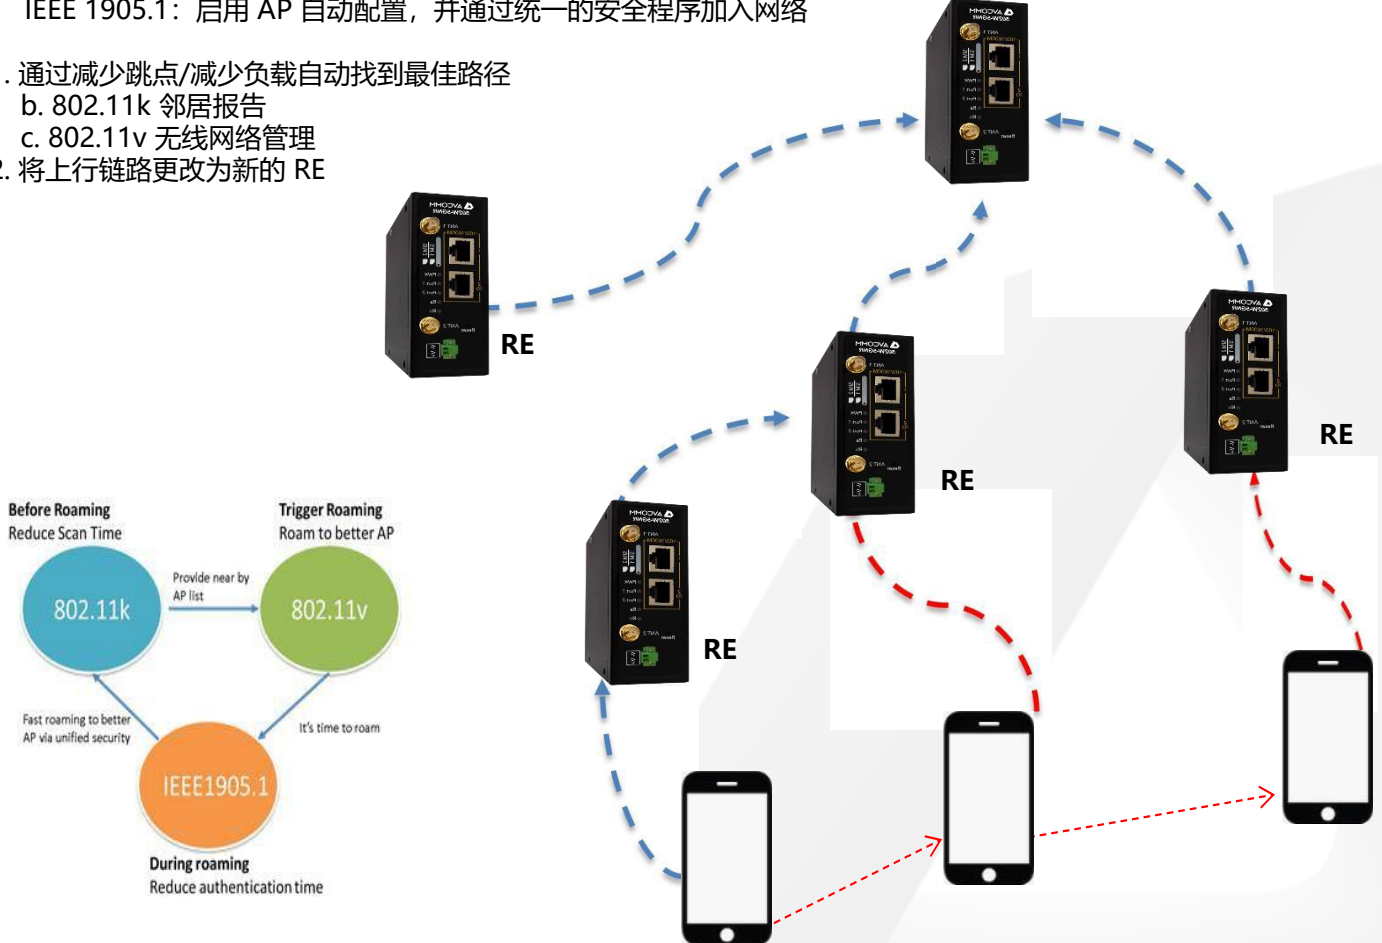 IEEE 1905.1：启用 AP 自动配置，并通过统一的安全程序加入网络
. 通过减少跳点/减少负载自动找到最佳路径
b. 802.11k 邻居报告
c. 802.11v 无线网络管理
2. 将上行链路更改为新的 RE
RE
RE
RE
RE
Before Roaming
Reduce Scan Time
Trigger Roaming
Roam to better AP
802.11k
Provide near by
AP list
802.11v
Fast roaming to better
AP via unified security
It's time to roam
IEEE1905.1
During roaming
Reduce authentication time